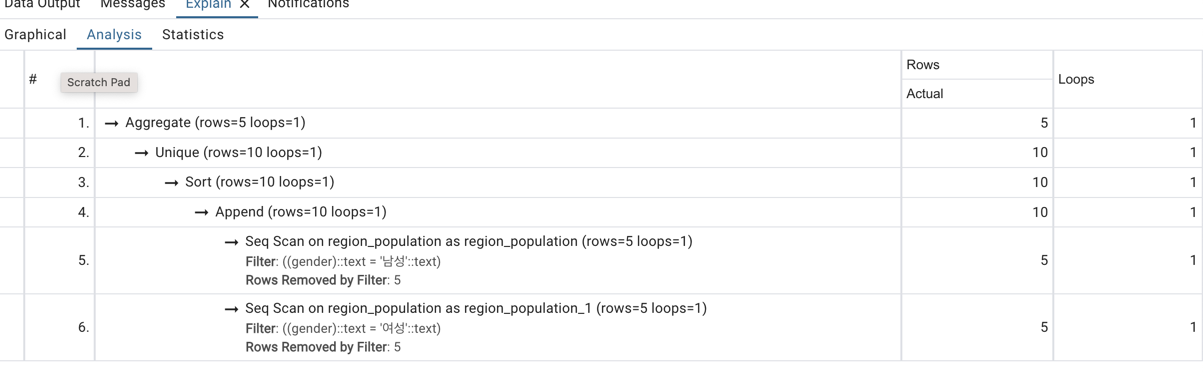 Data Output Messages Explain ✕ Notifications
Graphical Analysis Statistics
Rows
# Loops
Scratch Pad
Actual
1. → Aggregate (rows=5 loops=1) 5 1
2. → Unique (rows=10 loops=1) 10 1
3. → Sort (rows=10 loops=1) 10 1
4. → Append (rows=10 loops=1) 10 1
→ Seq Scan on region_population as region_population (rows=5 loops=1)
5. Filter: ((gender)::text = '남성'::text) 5 1
Rows Removed by Filter: 5
→ Seq Scan on region_population as region_population_1 (rows=5 loops=1)
6. Filter: ((gender)::text = '여성'::text) 5 1
Rows Removed by Filter: 5